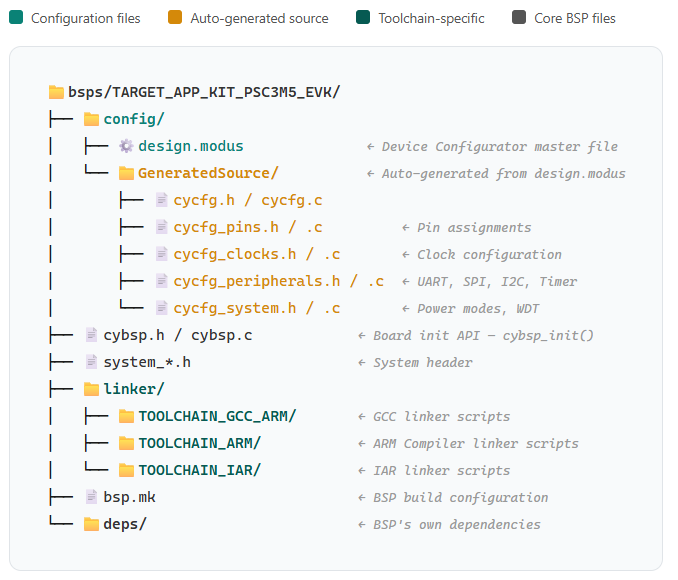 Configuration files Auto-generated source Toolchain-specific Core BSP files
bsps/TARGET_APP_KIT_PSC3M5_EVK/
├── config/
│   ├── design.modus ← Device Configurator master file
│   └── GeneratedSource/ ← Auto-generated from design.modus
│       ├── cycfg.h / cycfg.c
│       ├── cycfg_pins.h / .c ← Pin assignments
│       ├── cycfg_clocks.h / .c ← Clock configuration
│       ├── cycfg_peripherals.h / .c ← UART, SPI, I2C, Timer
│       └── cycfg_system.h / .c ← Power modes, WDT
├── cybsp.h / cybsp.c ← Board init API — cybsp_init()
├── system_*.h ← System header
├── linker/
│   ├── TOOLCHAIN_GCC_ARM/ ← GCC linker scripts
│   ├── TOOLCHAIN_ARM/ ← ARM Compiler linker scripts
│   └── TOOLCHAIN_IAR/ ← IAR linker scripts
├── bsp.mk ← BSP build configuration
└── deps/ ← BSP's own dependencies